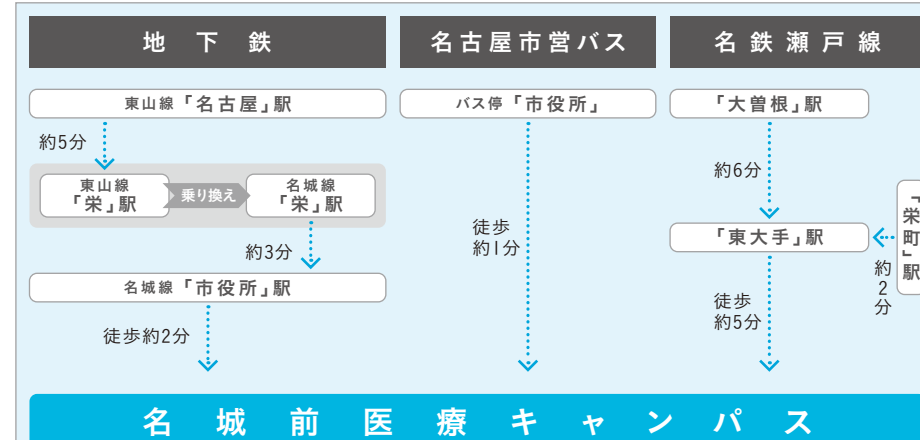 地下鉄
東山線「名古屋」駅
約5分
東山線
「栄」駅
乗り換え
名城線
「栄」駅
約3分
名城線「市役所」駅
徒歩約2分
名古屋市営バス
バス停「市役所」
徒歩
約1分
名鉄瀬戸線
「大曽根」駅
約6分
「東大手」駅
「栄町」駅
約2分
徒歩
約5分
名城前医療キャンパス